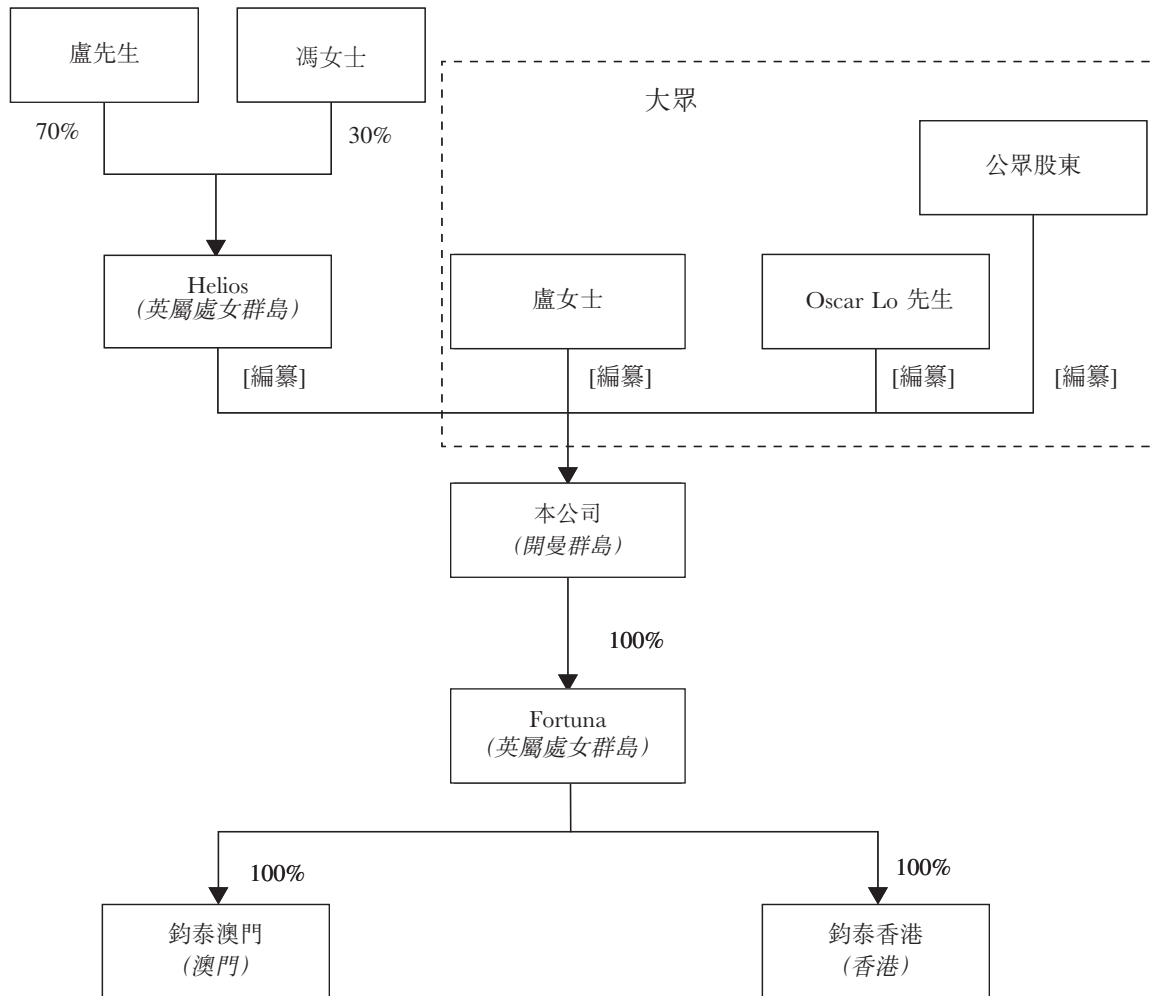 盧先生
馮女士
大眾
70%
30%
公眾股東
Helios
(英屬處女群島)
盧女士
Oscar Lo 先生
[編纂]
[編纂]
[編纂]
[編纂]
本公司
(開曼群島)
100%
Fortuna
(英屬處女群島)
100%
100%
鈞泰澳門
(澳門)
鈞泰香港
(香港)